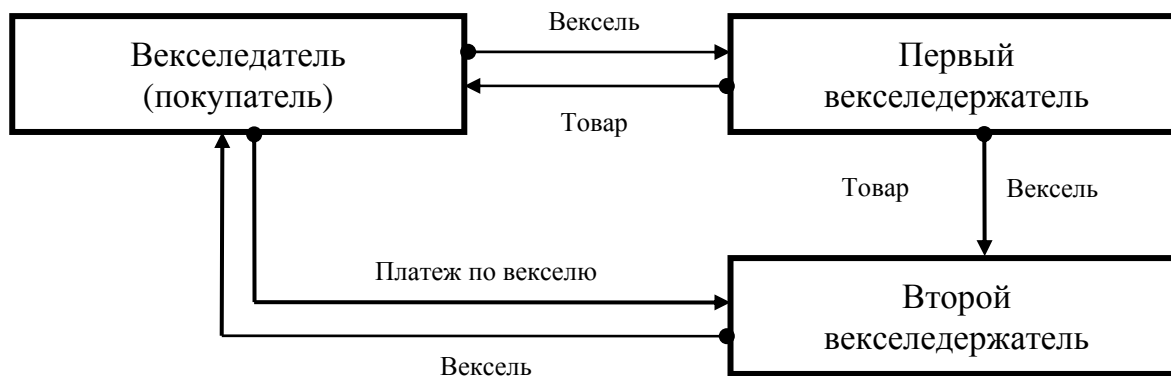 Вексель
Векселедатель
(покупатель)
Первый
векселедержатель
Товар
Товар
Вексель
Платеж по векселю
Второй
векселедержатель
Вексель